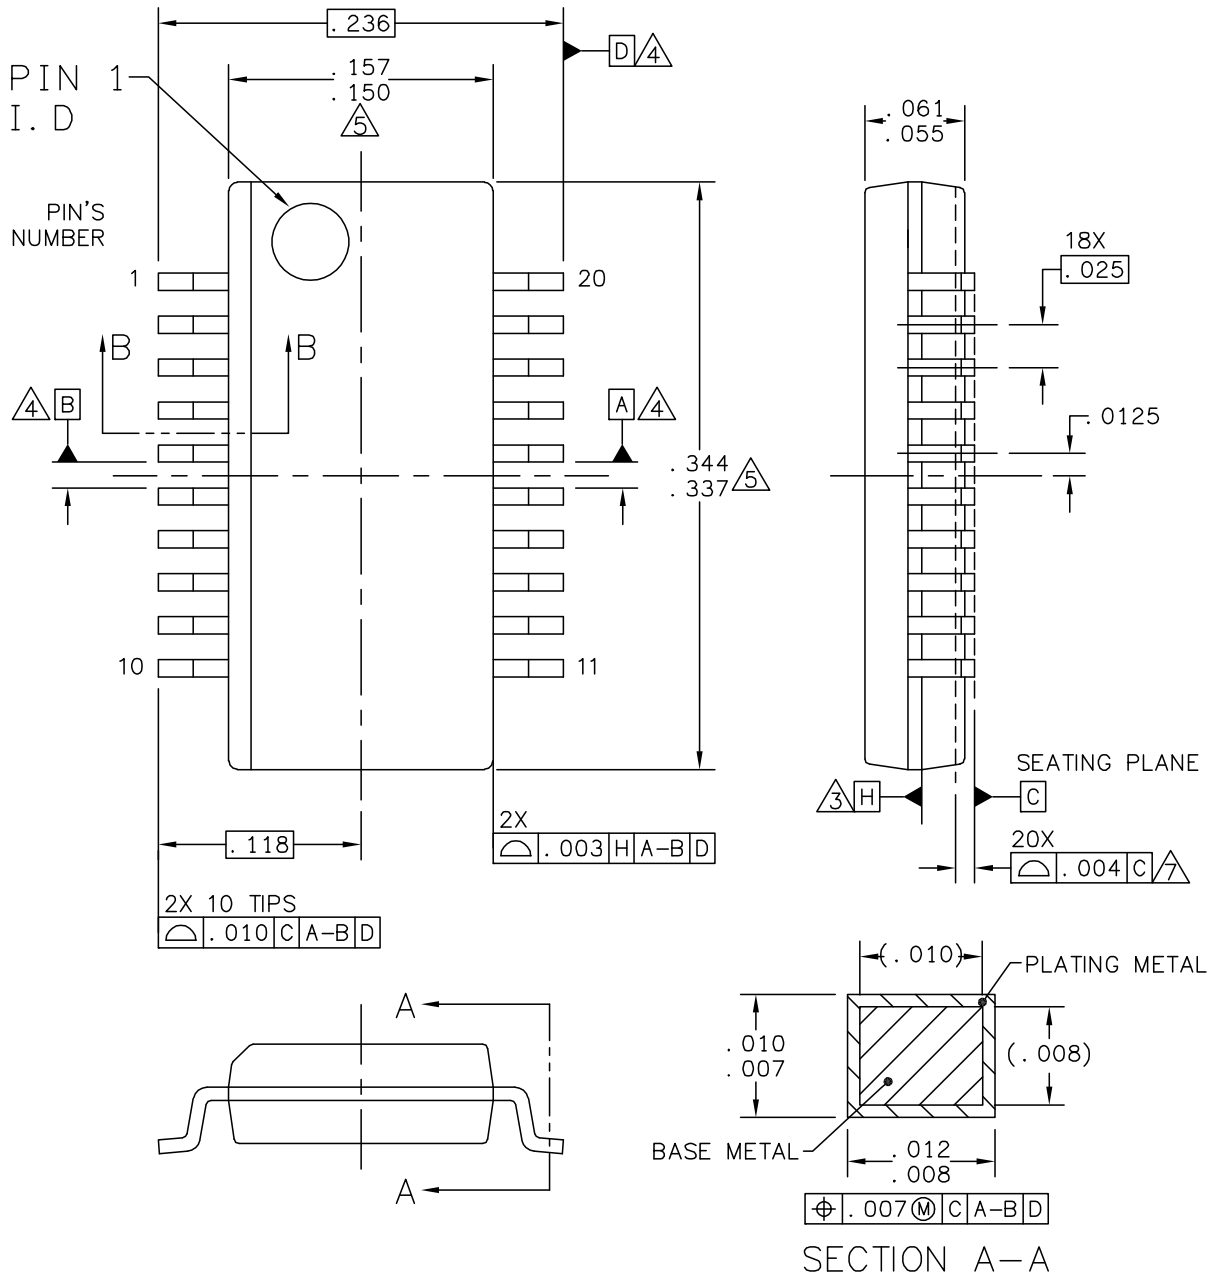 .236
D 4
PIN 1
I.D
.157
.150
5
.061
.055
PIN'S
NUMBER
18X
.025
1
20
B B
4 B
A 4
.0125
.344
.337 5
10
11
SEATING PLANE
3 H
C
.118
2X
.003 H A-B D
20X
.004 C 7
2X 10 TIPS
.010 C A-B D
(.010)
PLATING METAL
A
.010
.007
(.008)
BASE METAL
.012
.008
A
⌖ .007 Ⓜ C A-B D
SECTION A-A